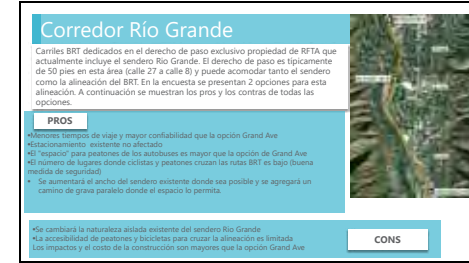 Corredor Río Grande
Carriles BRT dedicados en el derecho de paso exclusivo propiedad de RFTA que
actualmente incluye el sendero Rio Grande. El derecho de paso es típicamente
de 50 pies en esta área (calle 27 a calle 8) y puede acomodar tanto el sendero
como la alineación del BRT. En la encuesta se presentan 2 opciones para esta
alineación. A continuación se muestran los pros y los contras de todas las
opciones.
PROS
•Menores tiempos de viaje y mayor confiabilidad que la opción Grand Ave
•Estacionamiento existente no afectado
•El "espacio" para peatones de los autobuses es mayor que la opción de Grand Ave
•El número de lugares donde ciclistas y peatones cruzan las rutas BRT es bajo (buena
medida de seguridad)
• Se aumentará el ancho del sendero existente donde sea posible y se agregará un
camino de grava paralelo donde el espacio lo permita.
•Se cambiará la naturaleza aislada existente del sendero Rio Grande
•La accesibilidad de peatones y bicicletas para cruzar la alineación es limitada
Los impactos y el costo de la construcción son mayores que la opción Grand Ave
CONS